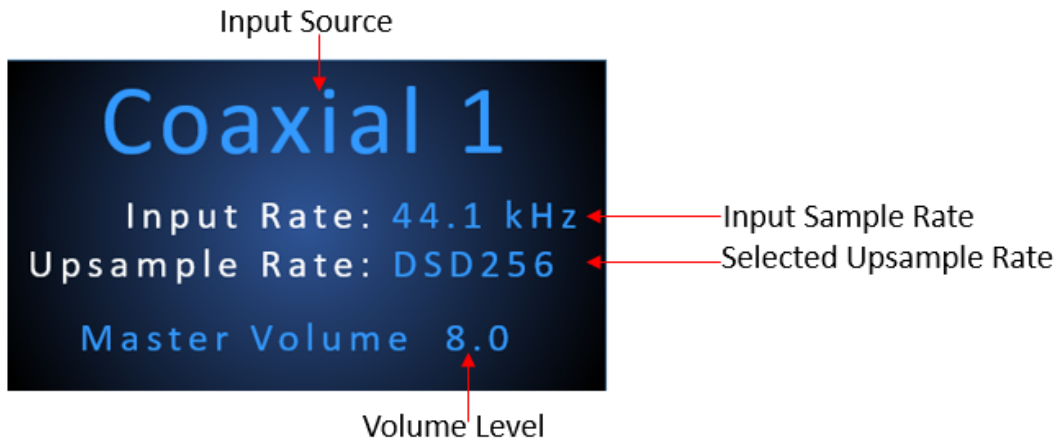 Input Source
Coaxial 1
Input Rate: 44.1 kHz
Input Sample Rate
Upsample Rate: DSD256
Selected Upsample Rate
Master Volume 8.0
Volume Level